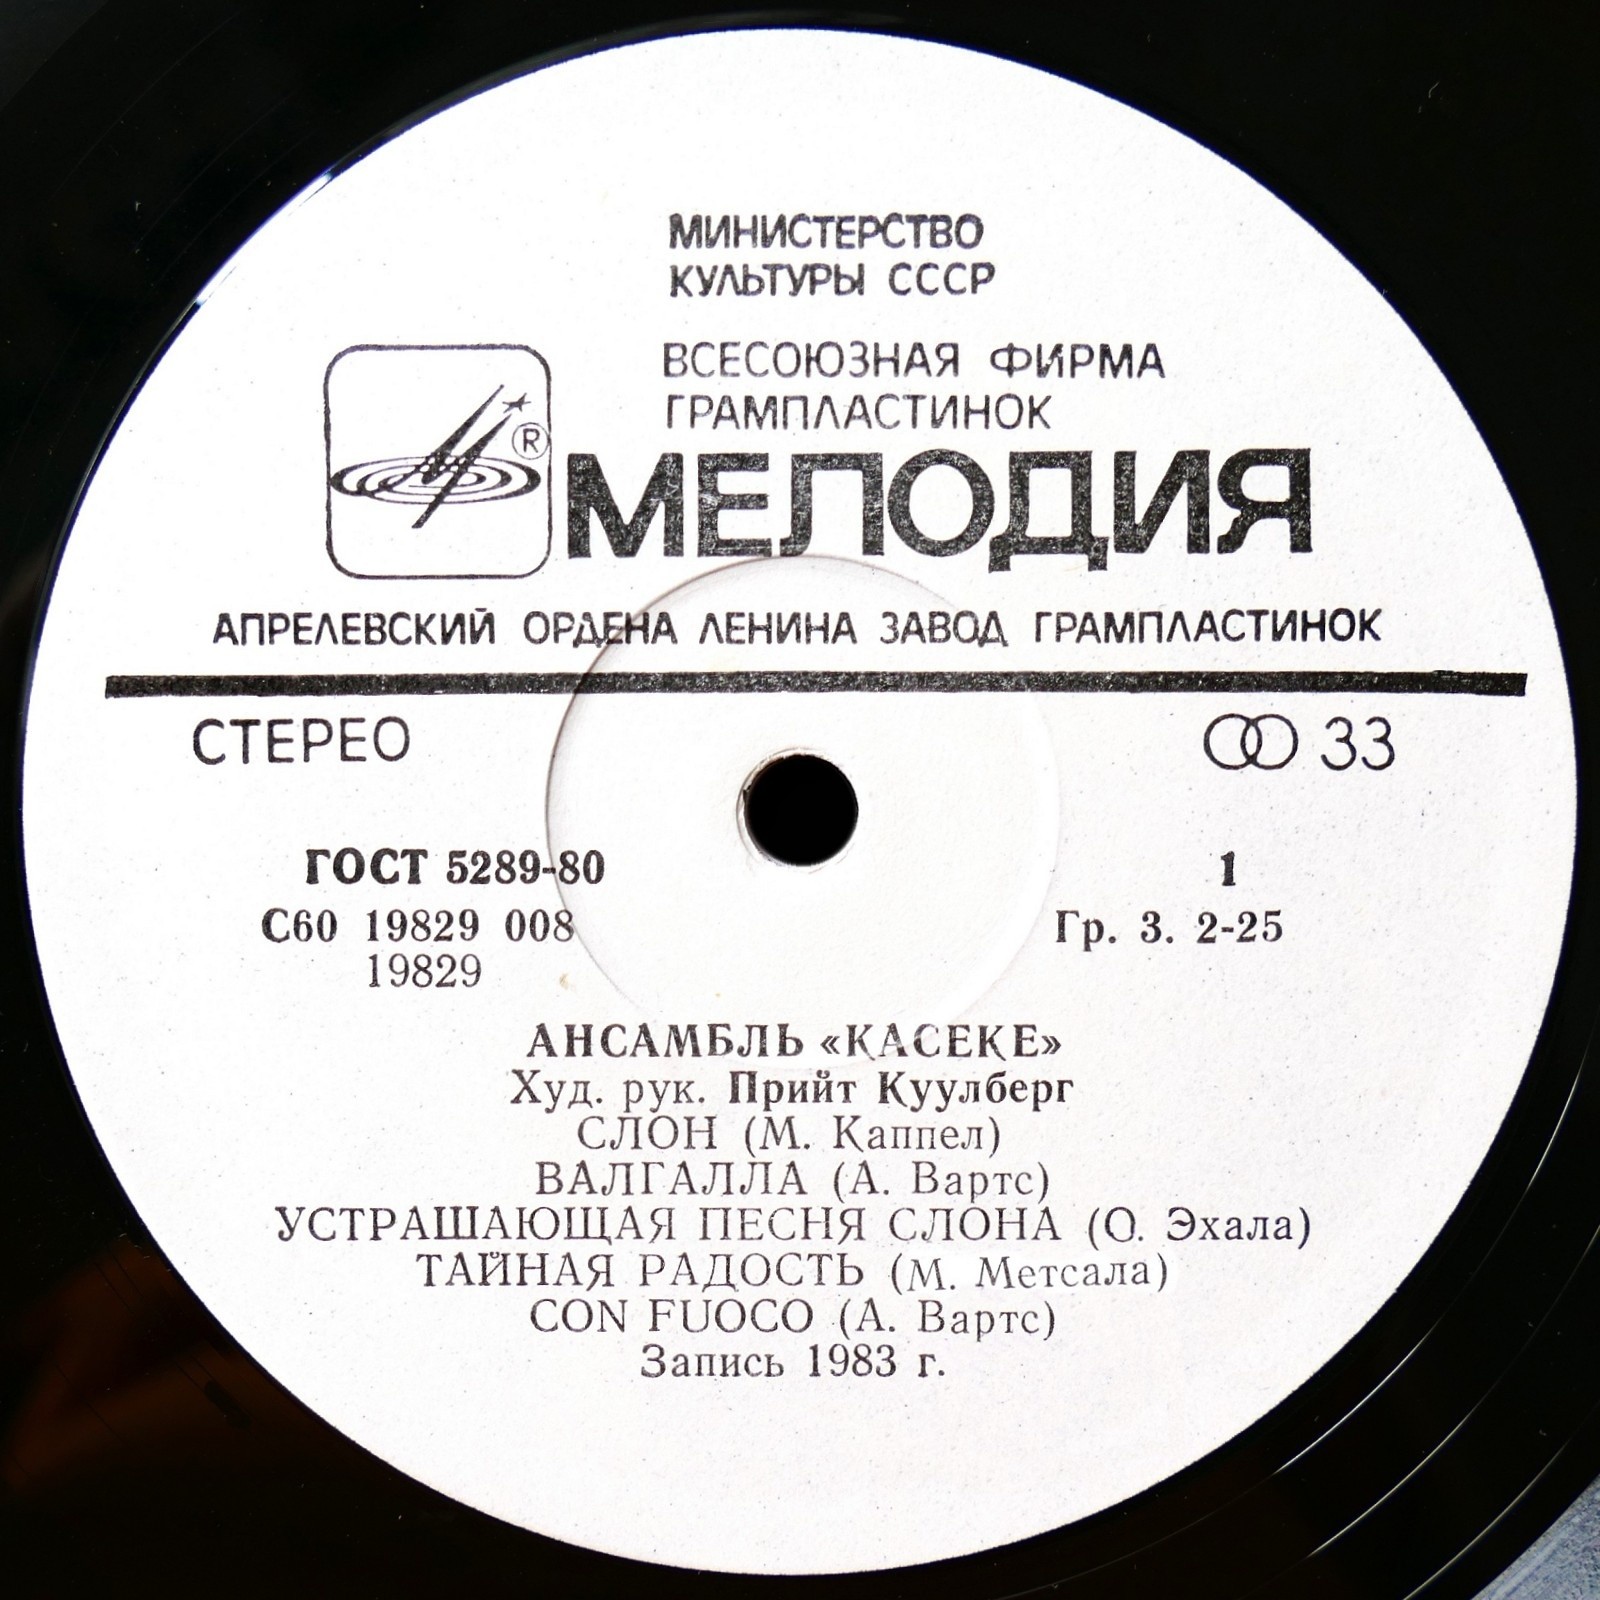 МИНИСТЕРСТВО
КУЛЬТУРЫ СССР
ВСЕСОЮЗНАЯ ФИРМА
ГРАМПЛАСТИНОК
®
МЕЛОДИЯ
АПРЕЛЕВСКИЙ ОРДЕНА ЛЕНИНА ЗАВОД ГРАМПЛАСТИНОК
СТЕРЕО 33
ГОСТ 5289-80 1
С60 19829 008 Гр. 3. 2-25
19829
АНСАМБЛЬ «КАСЕКЕ»
Худ. рук. Прийт Куулберг
СЛОН (М. Каппел)
ВАЛГАЛЛА (А. Вартс)
УСТРАШАЮЩАЯ ПЕСНЯ СЛОНА (О. Эхала)
ТАЙНАЯ РАДОСТЬ (М. Метсала)
CON FUOCO (А. Вартс)
Запись 1983 г.